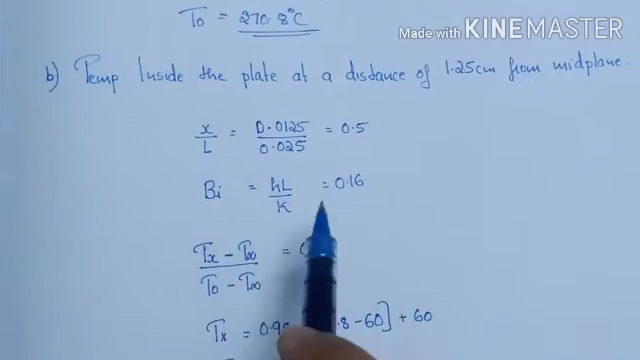 To = 270.8°C
Made with KINEMASTER
b) Temp. Inside the plate at a distance of 1.25cm from midplane.
x/L = 0.0125/0.025 = 0.5
Bi = hL/K = 0.16
Tx - T∞ / To - T∞ = 0
Tx = 0.9 .8 - 60] + 60